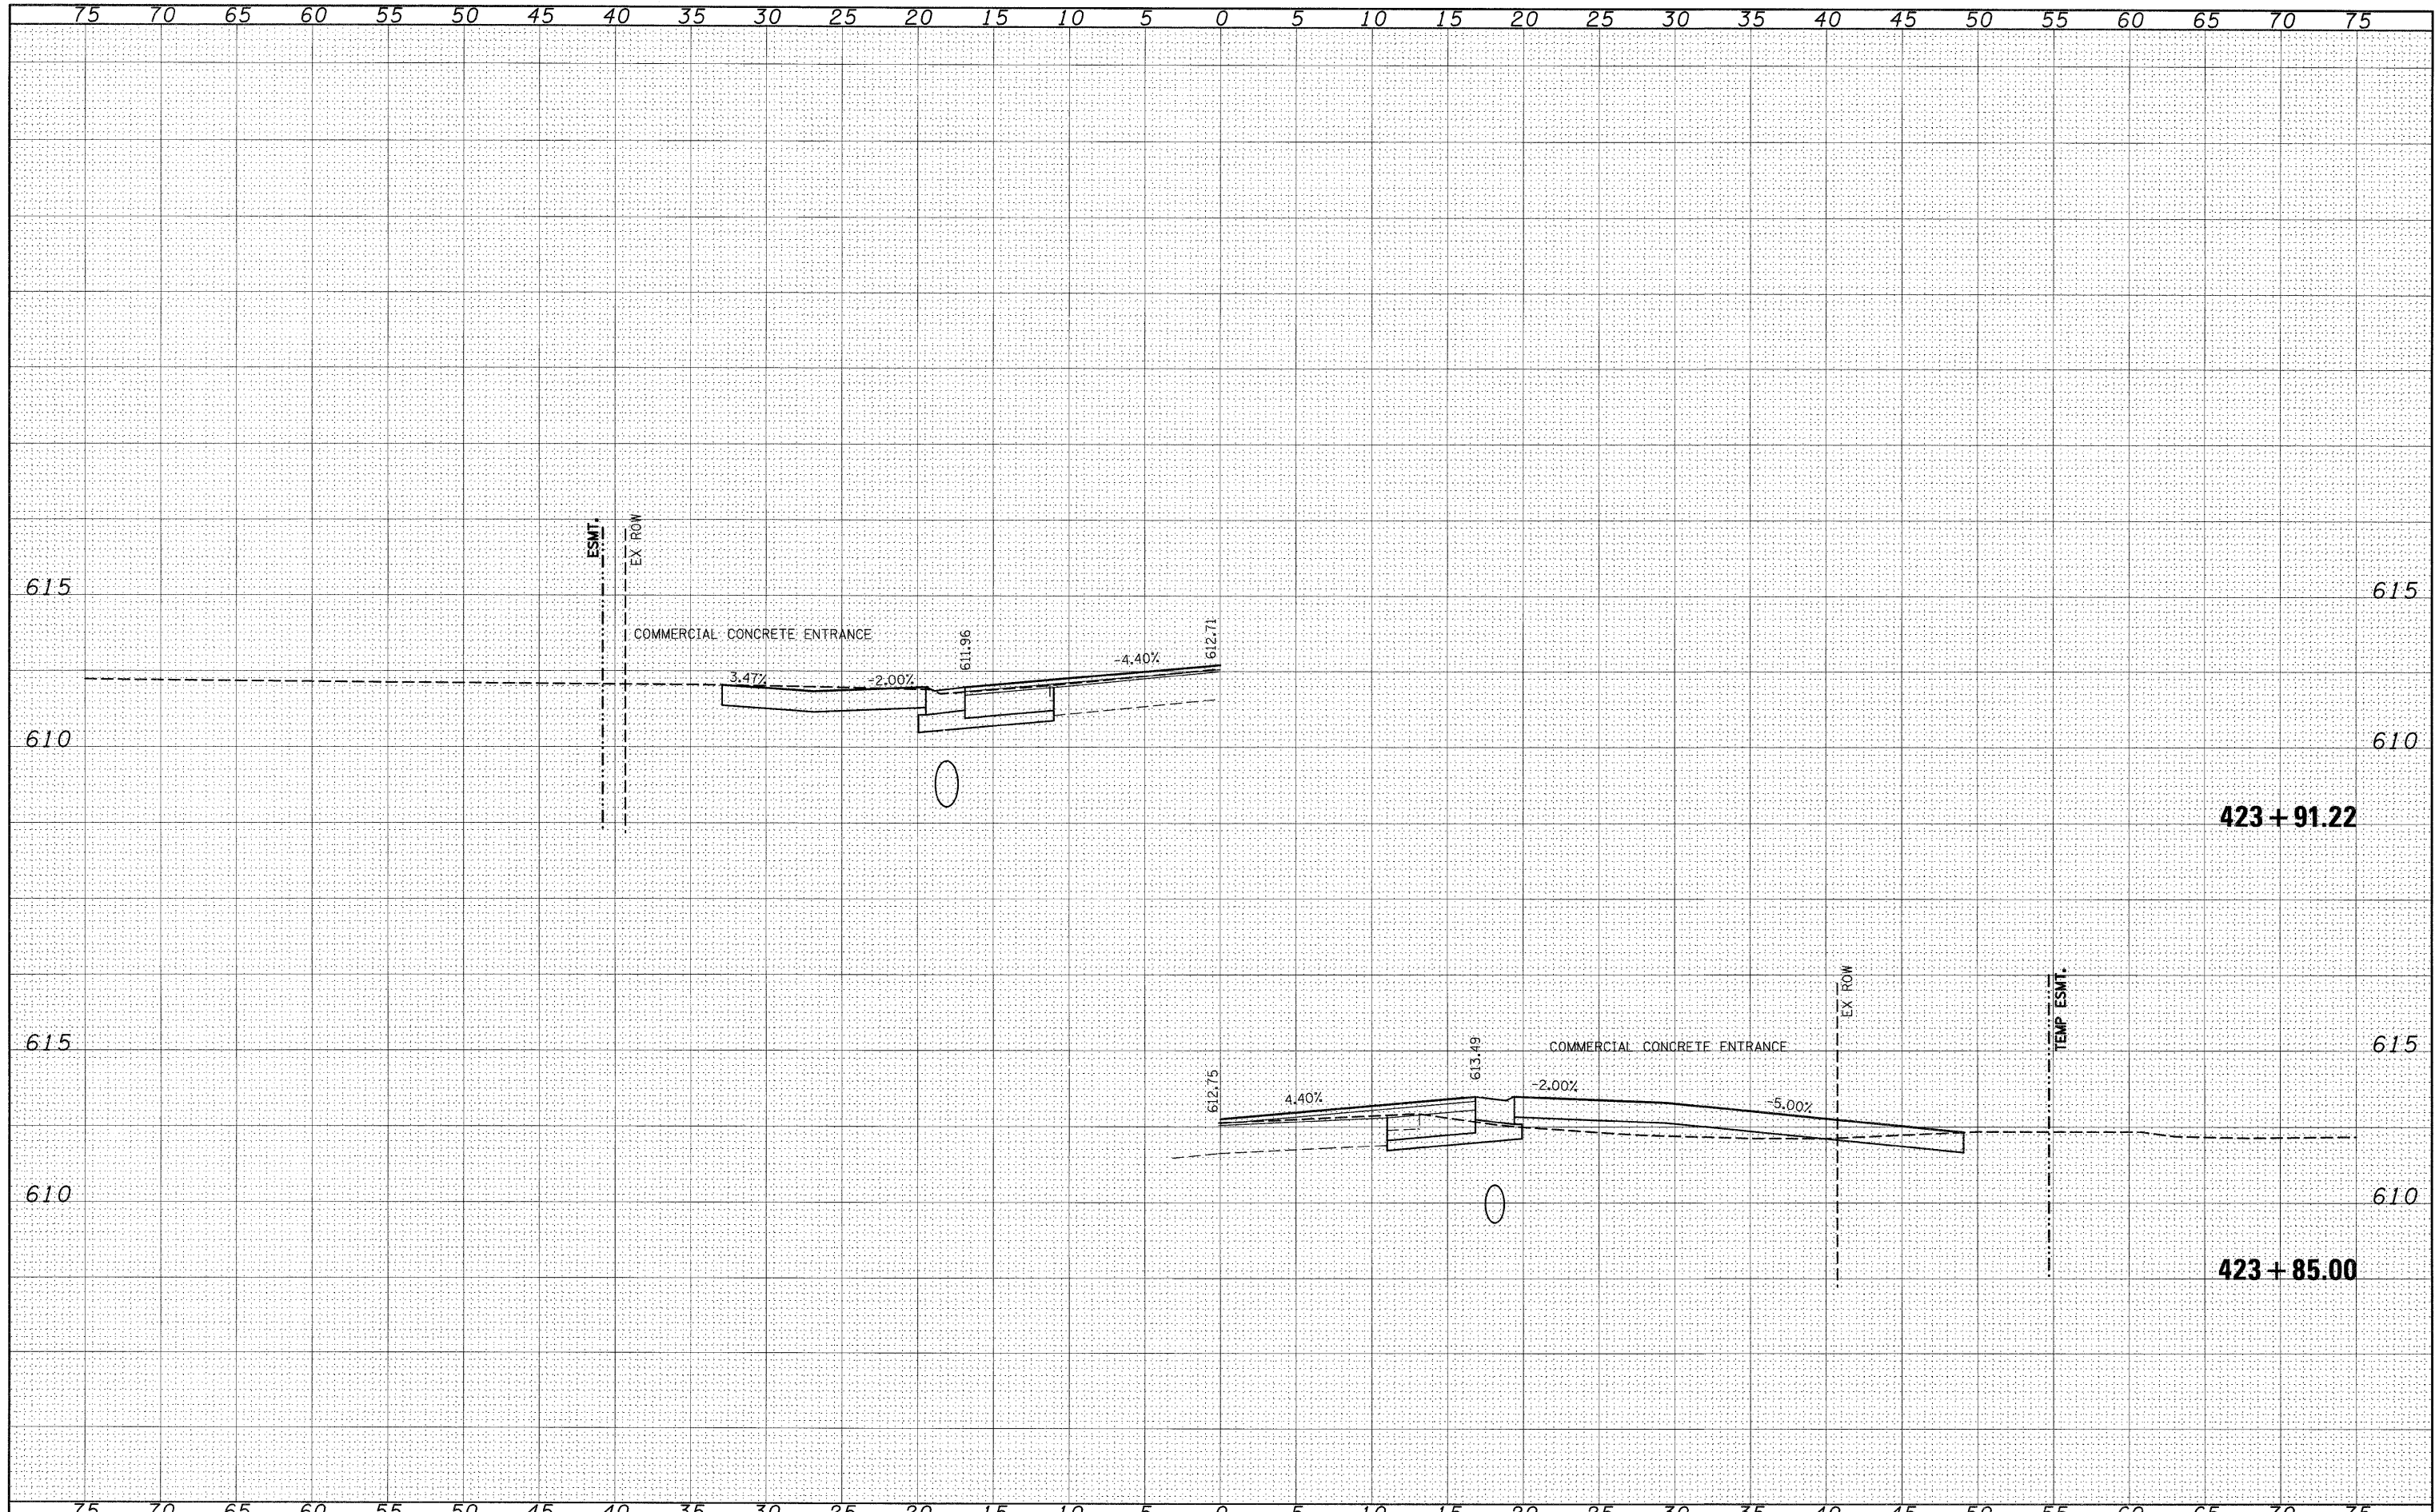 75 70 65 60 55 50 45 40 35 30 25 20 15 10 5 0 5 10 15 20 25 30 35 40 45 50 55 60 65 70 75
ESMT.
EX ROW
615 615
COMMERCIAL CONCRETE ENTRANCE
611.96
612.71
3.47% -2.00% -4.40%
610 610
423+91.22
EX ROW
TEMP ESMT.
615 615
612.75
613.49
COMMERCIAL CONCRETE ENTRANCE
4.40% -2.00% -5.00%
610 610
423+85.00
75 70 65 60 55 50 45 40 35 30 25 20 15 10 5 0 5 10 15 20 25 30 35 40 45 50 55 60 65 70 75